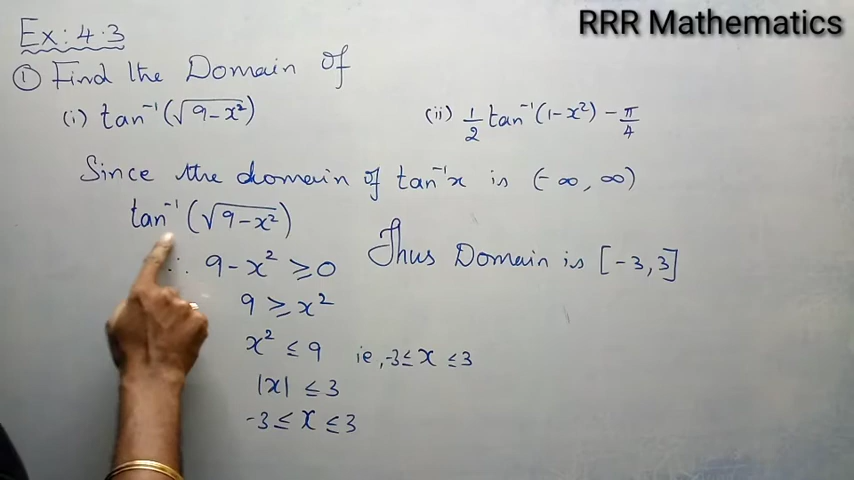 RRR Mathematics
Ex: 4.3
① Find the Domain of
(i) tan⁻¹(√9-x²)
(ii) 1/2 tan⁻¹(1-x²) - π/4
Since the domain of tan⁻¹x is (-∞, ∞)
tan⁻¹(√9-x²)
∴ 9-x² ≥ 0
Thus Domain is [-3, 3]
9 ≥ x²
x² ≤ 9 ie, -3 ≤ x ≤ 3
|x| ≤ 3
-3 ≤ x ≤ 3